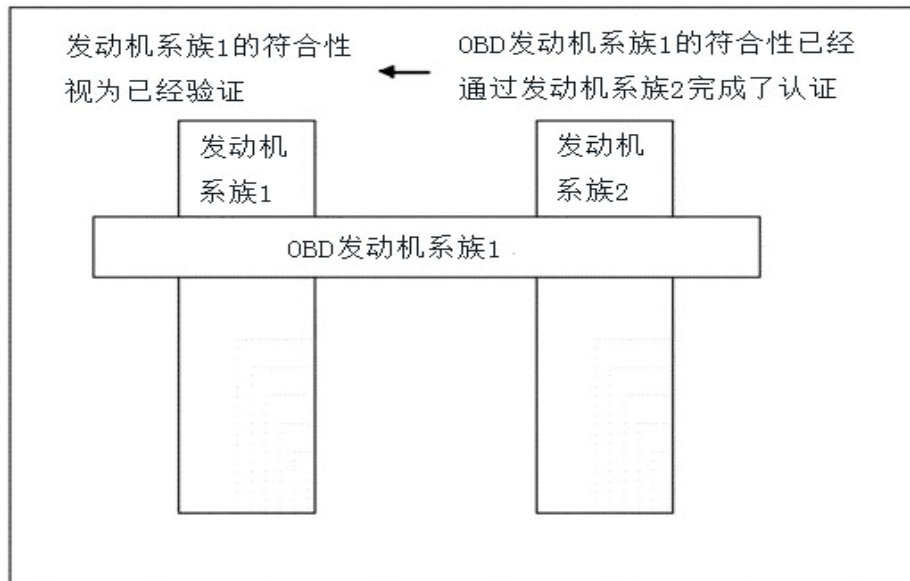 发动机系族1的符合性
视为已经验证
OBD发动机系族1的符合性已经
通过发动机系族2完成了认证
发动机
系族1
发动机
系族2
OBD发动机系族1